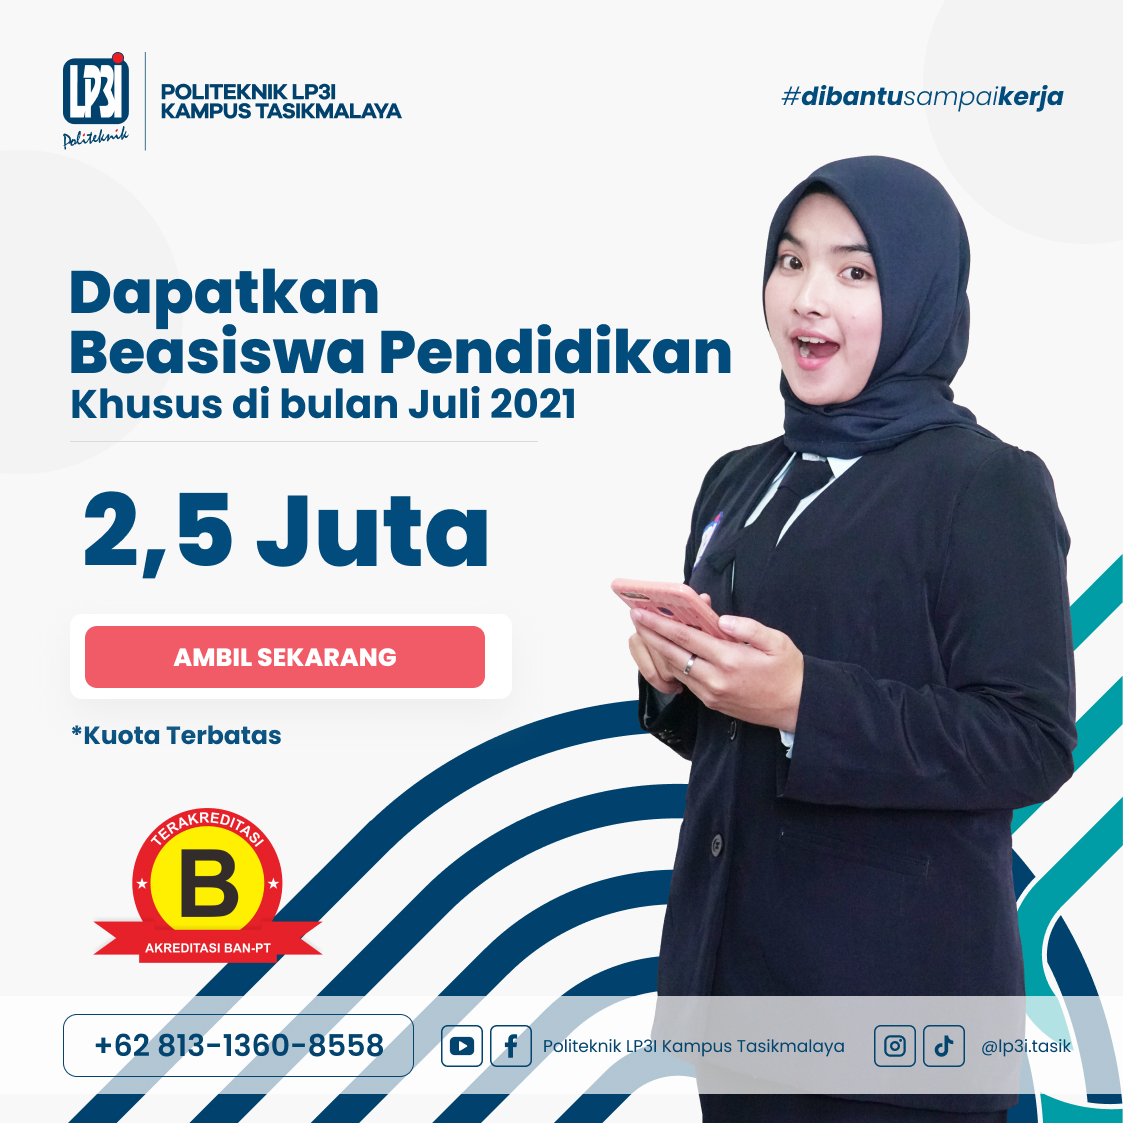 LP3I
Politeknik
POLITEKNIK LP3I
KAMPUS TASIKMALAYA
#dibantusampaikerja
Dapatkan
Beasiswa Pendidikan
Khusus di bulan Juli 2021
2,5 Juta
AMBIL SEKARANG
*Kuota Terbatas
TERAKREDITASI
B
AKREDITASI BAN-PT
+62 813-1360-8558
Politeknik LP3I Kampus Tasikmalaya
@lp3i.tasik